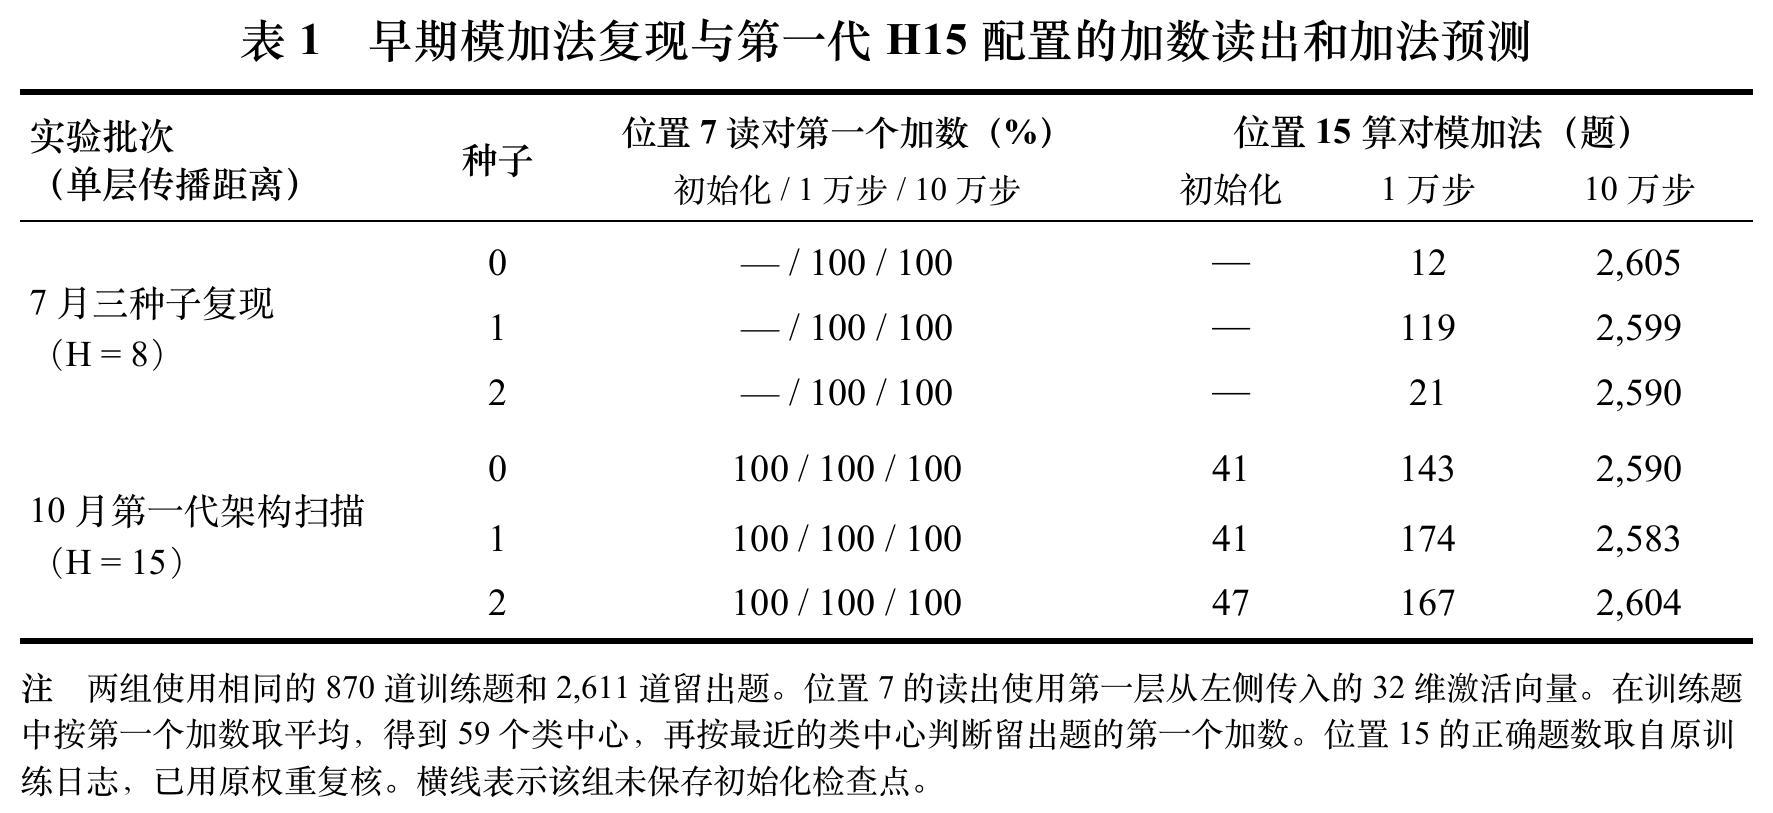 表 1 早期模加法复现与第一代 H15 配置的加数读出和加法预测
实验批次
（单层传播距离）
种子
位置 7 读对第一个加数（%）
初始化 / 1 万步 / 10 万步
位置 15 算对模加法（题）
初始化 1 万步 10 万步
7 月三种子复现
（H = 8）
0 — / 100 / 100 — 12 2,605
1 — / 100 / 100 — 119 2,599
2 — / 100 / 100 — 21 2,590
10 月第一代架构扫描
（H = 15）
0 100 / 100 / 100 41 143 2,590
1 100 / 100 / 100 41 174 2,583
2 100 / 100 / 100 47 167 2,604
注 两组使用相同的 870 道训练题和 2,611 道留出题。位置 7 的读出使用第一层从左侧传入的 32 维激活向量。在训练题
中按第一个加数取平均，得到 59 个类中心，再按最近的类中心判断留出题的第一个加数。位置 15 的正确题数取自原训
练日志，已用原权重复核。横线表示该组未保存初始化检查点。